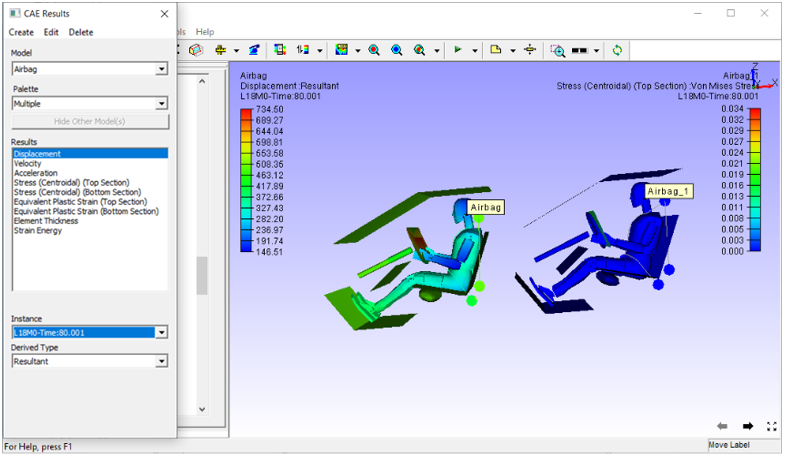 CAE Results
Create Edit Delete
Model
Airbag
Palette
Multiple
Hide Other Model(s)
Results
Displacement
Velocity
Acceleration
Stress (Centroidal) (Top Section)
Stress (Centroidal) (Bottom Section)
Equivalent Plastic Strain (Top Section)
Equivalent Plastic Strain (Bottom Section)
Element Thickness
Strain Energy
Instance
L18M0-Time:80.001
Derived Type
Resultant
For Help, press F1
Help
Airbag
Displacement :Resultant
L18M0-Time:80.001
734.50
689.27
644.04
598.81
553.58
508.35
463.12
417.89
372.66
327.43
282.20
236.97
191.74
146.51
Airbag
Airbag_1
Airbag_1
Stress (Centroidal) (Top Section) :Von Mises Stress
L18M0-Time:80.001
0.034
0.032
0.029
0.027
0.024
0.021
0.019
0.016
0.013
0.011
0.008
0.005
0.003
0.000
Z
X
Move Label